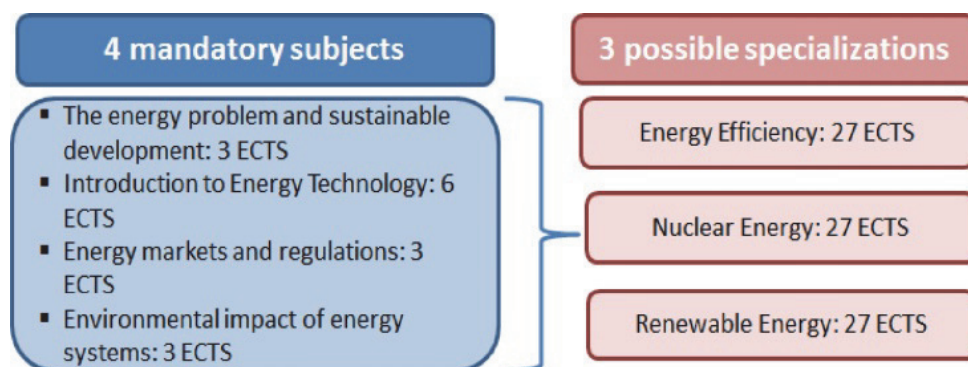 4 mandatory subjects
▪ The energy problem and sustainable
development: 3 ECTS
▪ Introduction to Energy Technology: 6
ECTS
▪ Energy markets and regulations: 3
ECTS
▪ Environmental impact of energy
systems: 3 ECTS
3 possible specializations
Energy Efficiency: 27 ECTS
Nuclear Energy: 27 ECTS
Renewable Energy: 27 ECTS